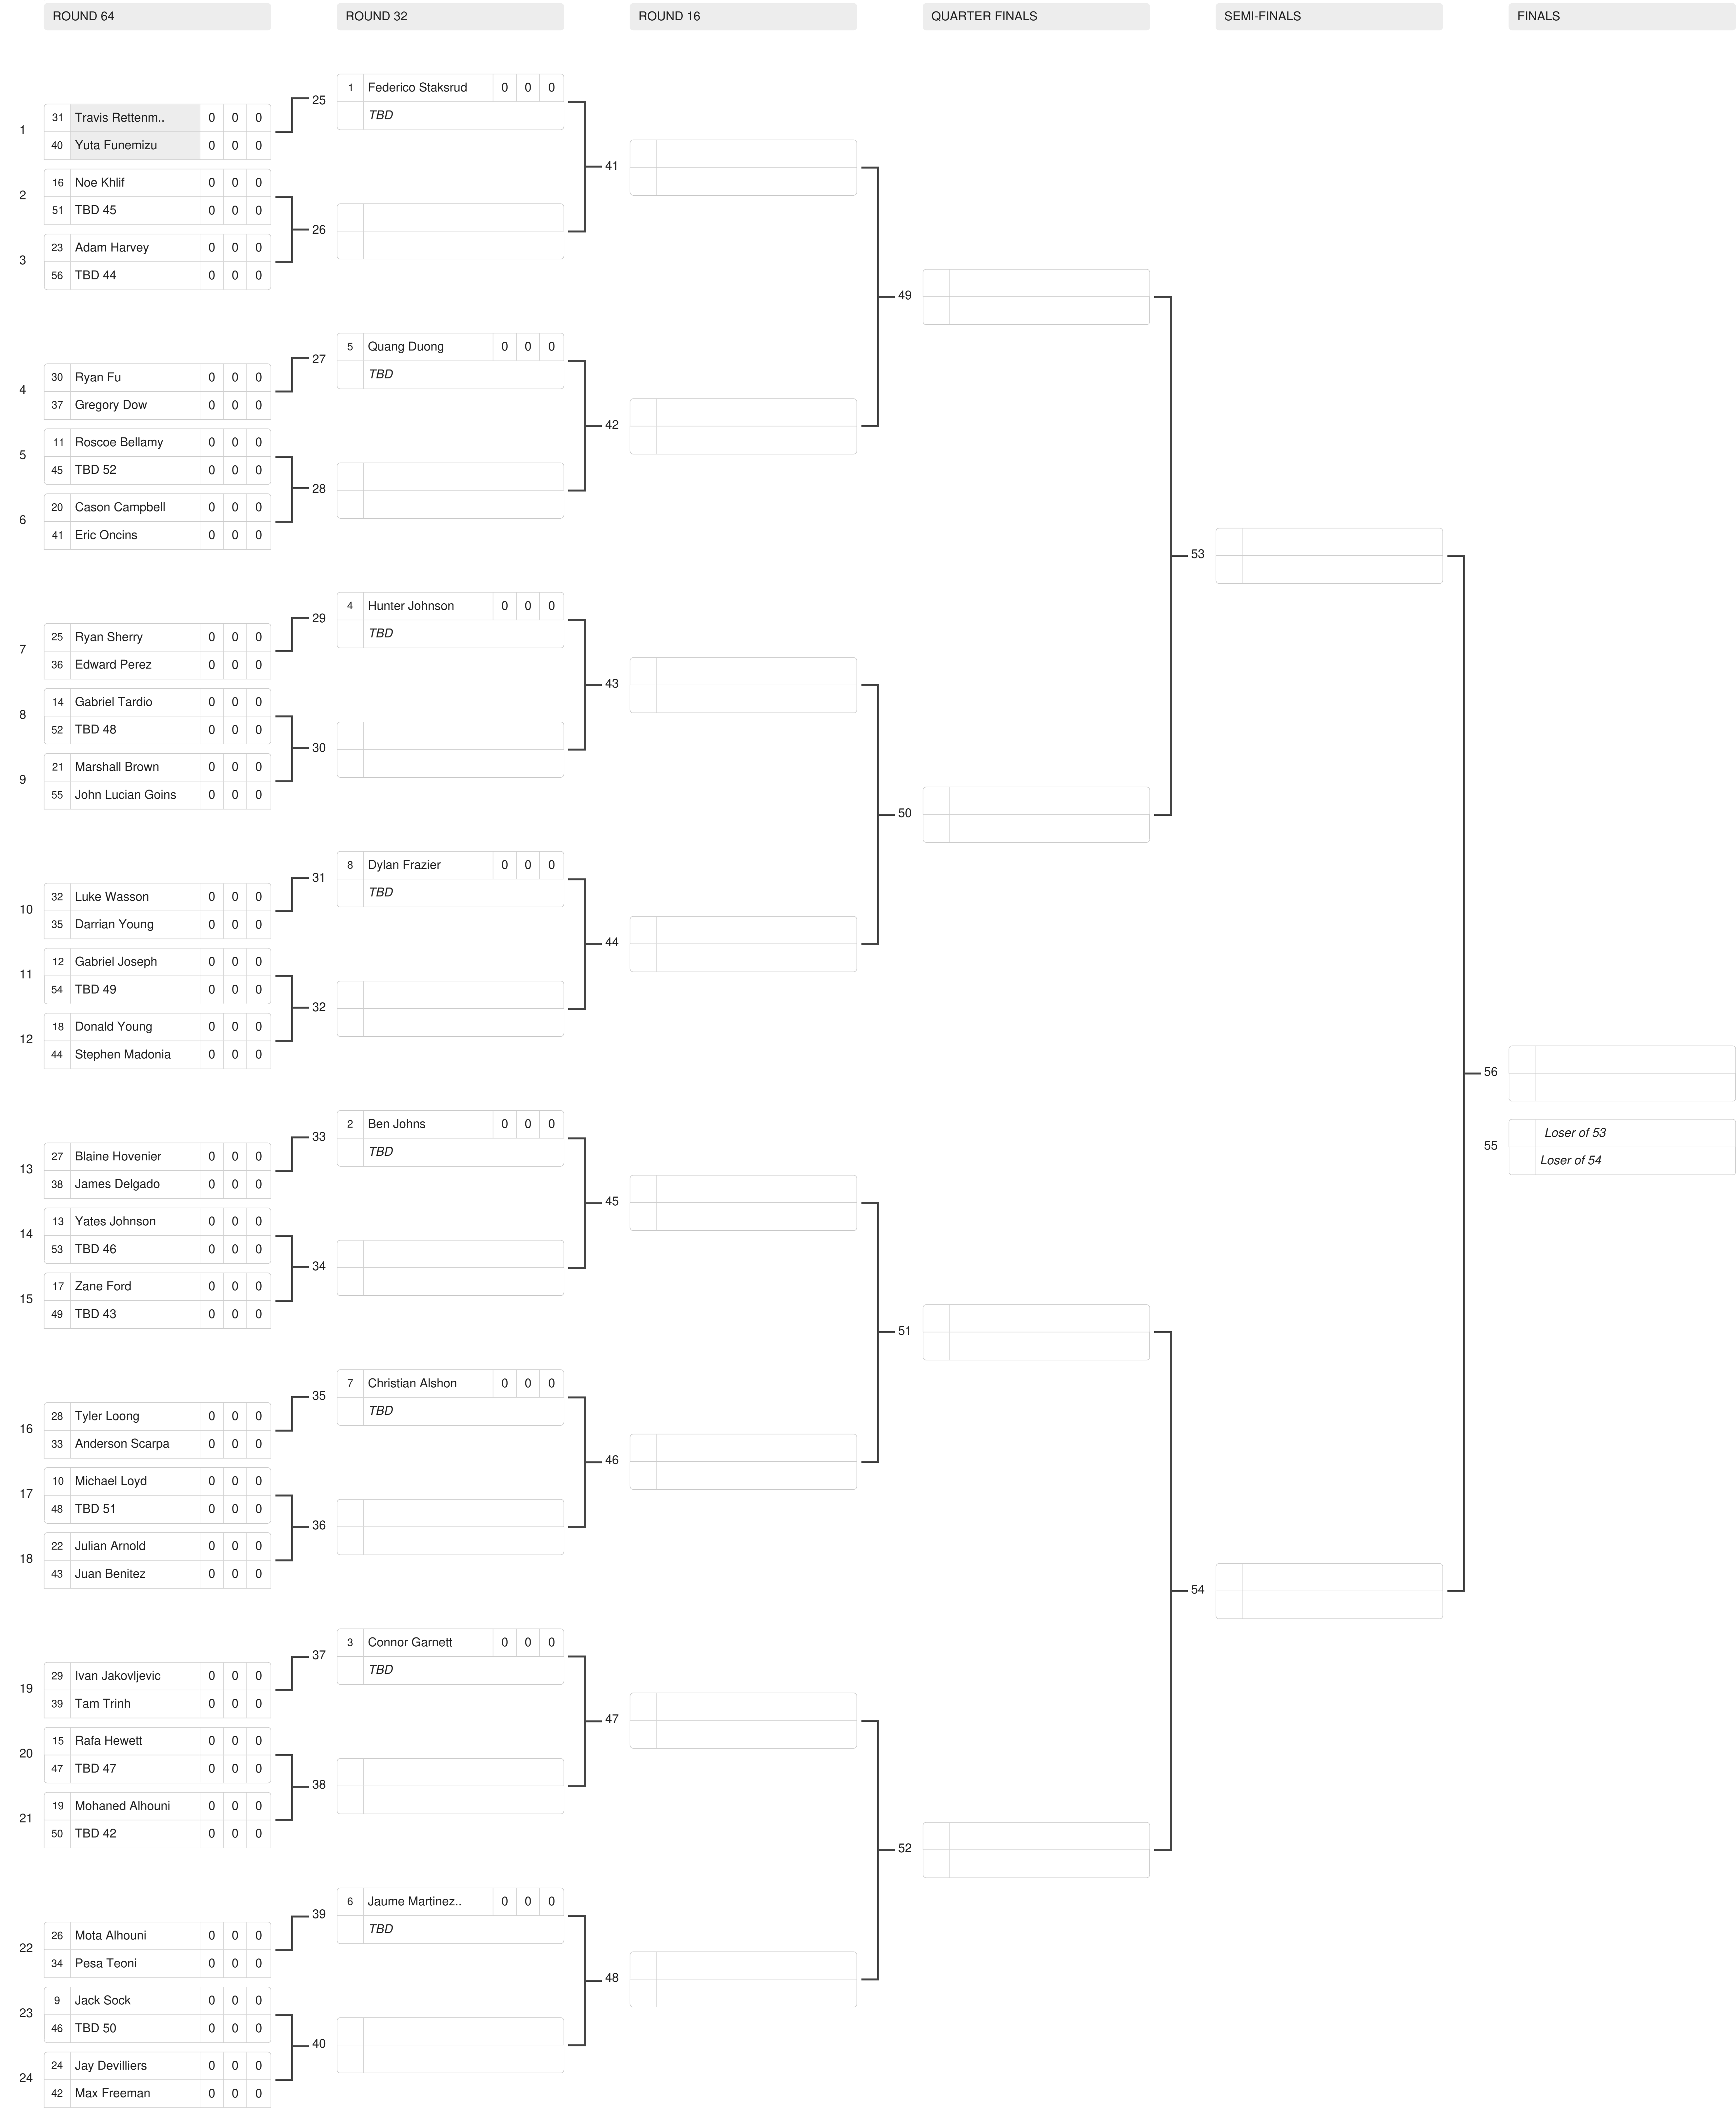 ROUND 64 ROUND 32 ROUND 16 QUARTER FINALS SEMI-FINALS FINALS
1
31 Travis Rettenm.. 0 0 0
40 Yuta Funemizu 0 0 0
2
16 Noe Khlif 0 0 0
51 TBD 45 0 0 0
3
23 Adam Harvey 0 0 0
56 TBD 44 0 0 0
4
30 Ryan Fu 0 0 0
37 Gregory Dow 0 0 0
5
11 Roscoe Bellamy 0 0 0
45 TBD 52 0 0 0
6
20 Cason Campbell 0 0 0
41 Eric Oncins 0 0 0
7
25 Ryan Sherry 0 0 0
36 Edward Perez 0 0 0
8
14 Gabriel Tardio 0 0 0
52 TBD 48 0 0 0
9
21 Marshall Brown 0 0 0
55 John Lucian Goins 0 0 0
10
32 Luke Wasson 0 0 0
35 Darrian Young 0 0 0
11
12 Gabriel Joseph 0 0 0
54 TBD 49 0 0 0
12
18 Donald Young 0 0 0
44 Stephen Madonia 0 0 0
13
27 Blaine Hovenier 0 0 0
38 James Delgado 0 0 0
14
13 Yates Johnson 0 0 0
53 TBD 46 0 0 0
15
17 Zane Ford 0 0 0
49 TBD 43 0 0 0
16
28 Tyler Loong 0 0 0
33 Anderson Scarpa 0 0 0
17
10 Michael Loyd 0 0 0
48 TBD 51 0 0 0
18
22 Julian Arnold 0 0 0
43 Juan Benitez 0 0 0
19
29 Ivan Jakovljevic 0 0 0
39 Tam Trinh 0 0 0
20
15 Rafa Hewett 0 0 0
47 TBD 47 0 0 0
21
19 Mohaned Alhouni 0 0 0
50 TBD 42 0 0 0
22
26 Mota Alhouni 0 0 0
34 Pesa Teoni 0 0 0
23
9 Jack Sock 0 0 0
46 TBD 50 0 0 0
24
24 Jay Devilliers 0 0 0
42 Max Freeman 0 0 0
25
1 Federico Staksrud 0 0 0
TBD
26
27
5 Quang Duong 0 0 0
TBD
28
29
4 Hunter Johnson 0 0 0
TBD
30
31
8 Dylan Frazier 0 0 0
TBD
32
33
2 Ben Johns 0 0 0
TBD
34
35
7 Christian Alshon 0 0 0
TBD
36
37
3 Connor Garnett 0 0 0
TBD
38
39
6 Jaume Martinez.. 0 0 0
TBD
40
41
42
43
44
45
46
47
48
49
50
51
52
53
54
56
55
Loser of 53
Loser of 54